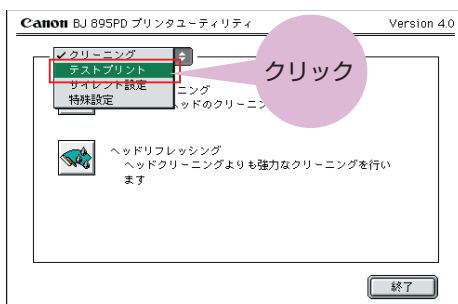 Canon BJ 895PD プリンタユーティリティ Version 4.0
✓クリーニング
テストプリント
サイレント設定
特殊設定
クリック
ニング
ヘッドのクリーニン
ヘッドリフレッシング
ヘッドクリーニングよりも強力なクリーニングを行い
ます
終了